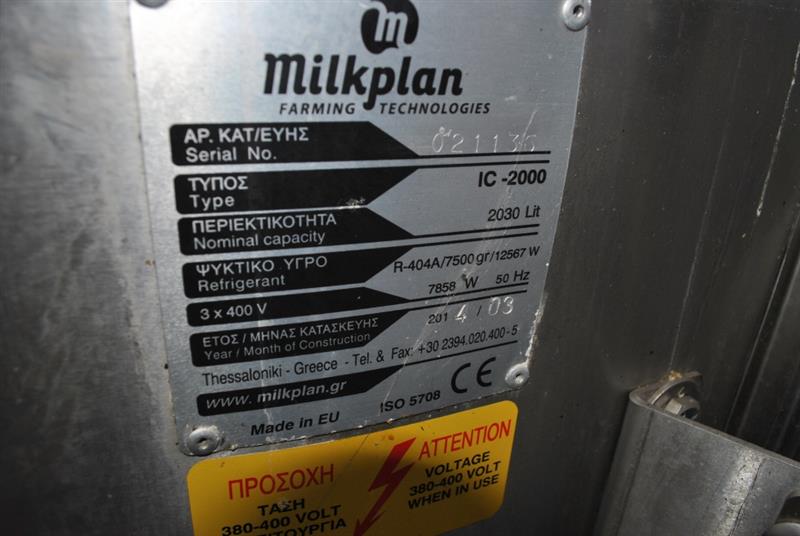 m
Milkplan
FARMING TECHNOLOGIES
ΑΡ. ΚΑΤ/ΕΥΗΣ
Serial No. 021136
ΤΥΠΟΣ
Type IC-2000
ΠΕΡΙΕΚΤΙΚΟΤΗΤΑ
Nominal capacity 2030 Lit
ΨΥΚΤΙΚΟ ΥΓΡΟ
Refrigerant R-404A/7500 gr/12567 W
3 x 400 V 7858 W 50 Hz
ΕΤΟΣ / ΜΗΝΑΣ ΚΑΤΑΣΚΕΥΗΣ
Year / Month of Construction 2014 / 03
Thessaloniki - Greece - Tel. & Fax: +30 2394.020.400-5
www.milkplan.gr
Made in EU ISO 5708 CE
ΠΡΟΣΟΧΗ
ΤΑΣΗ
380-400 VOLT
ATTENTION
VOLTAGE
380-400 VOLT
WHEN IN USE